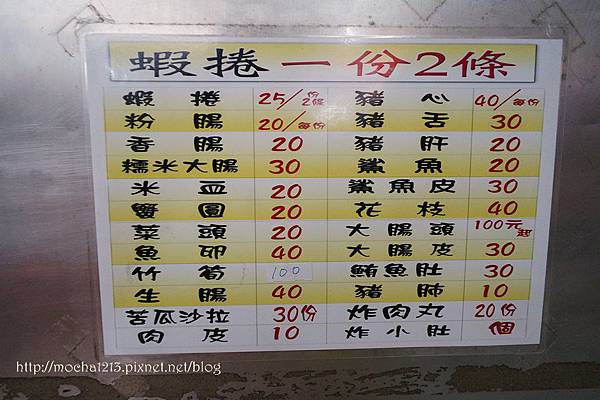 蝦捲一份2條
蝦捲 25/份2條 豬心 40/每份
粉腸 20/每份 豬舌 30
香腸 20 豬肝 20
糯米大腸 30 鯊魚 20
米血 20 鯊魚皮 30
蟹圓 20 花枝 40
菜頭 20 大腸頭 100元起
魚卵 40 大腸皮 30
竹筍 100 鮪魚肚 30
生腸 40 豬肺 10
苦瓜沙拉 30份 炸肉丸 20份
肉皮 10 炸小肚 個
http://mocha1213.pixnet.net/blog